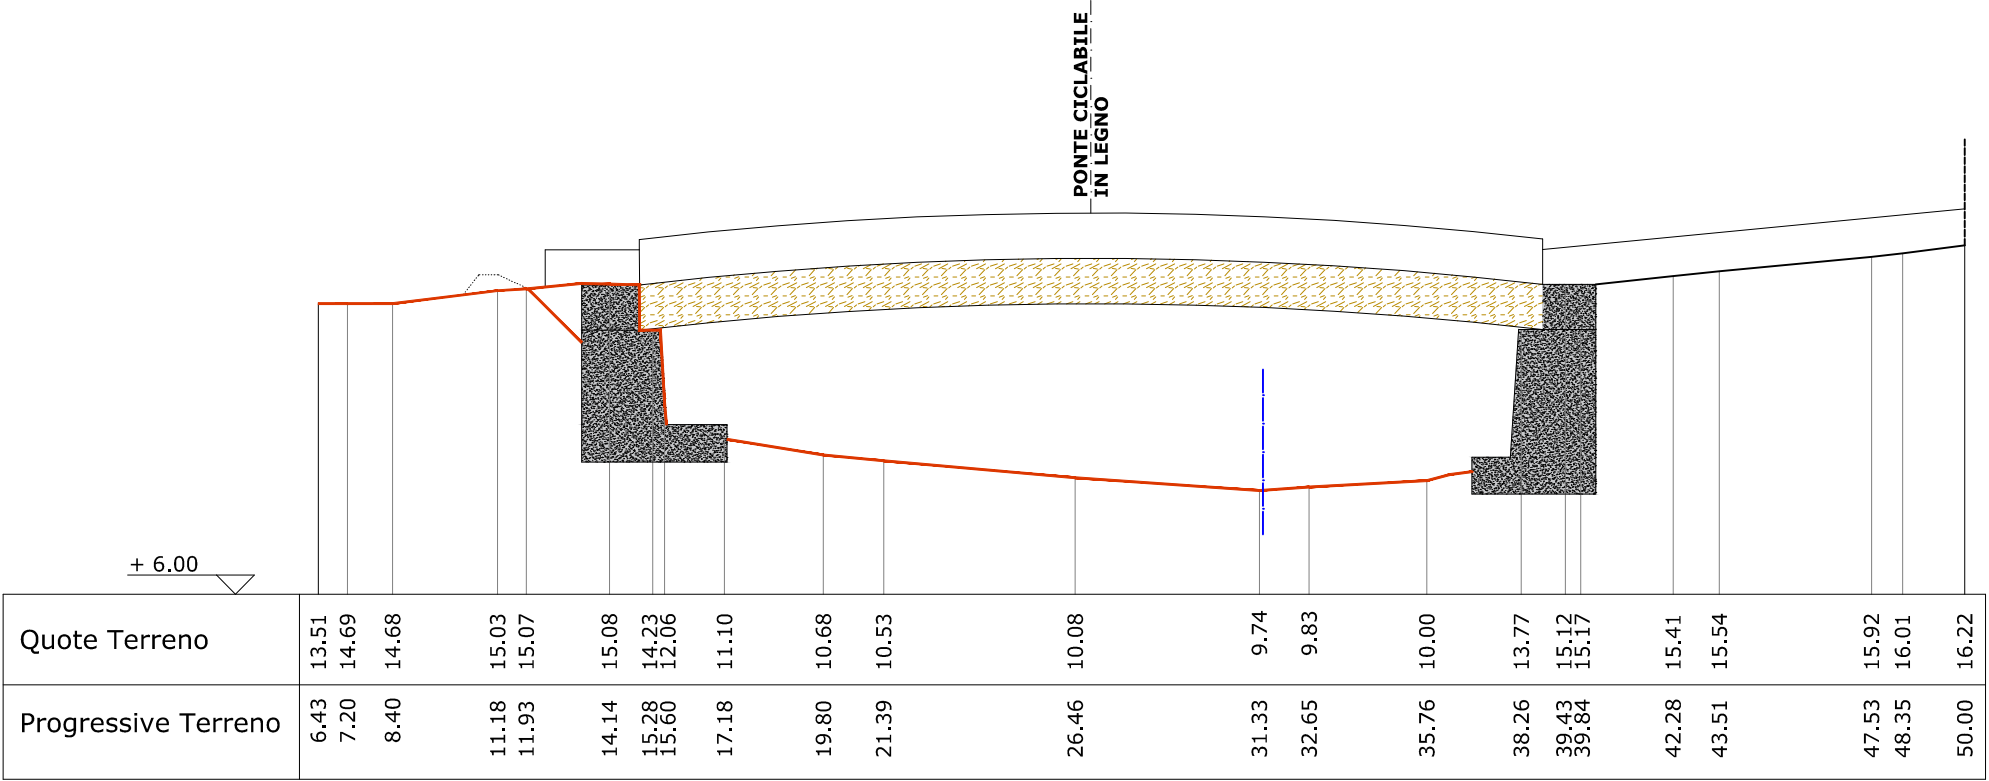 PONTE CICLABILE
IN LEGNO
+ 6.00
Quote Terreno
13.51 14.69 14.68 15.03 15.07 15.08 14.23 12.06 11.10 10.68 10.53 10.08 9.74 9.83 10.00 13.77 15.12 15.17 15.41 15.54 15.92 16.01 16.22
Progressive Terreno
6.43 7.20 8.40 11.18 11.93 14.14 15.28 15.60 17.18 19.80 21.39 26.46 31.33 32.65 35.76 38.26 39.43 39.84 42.28 43.51 47.53 48.35 50.00